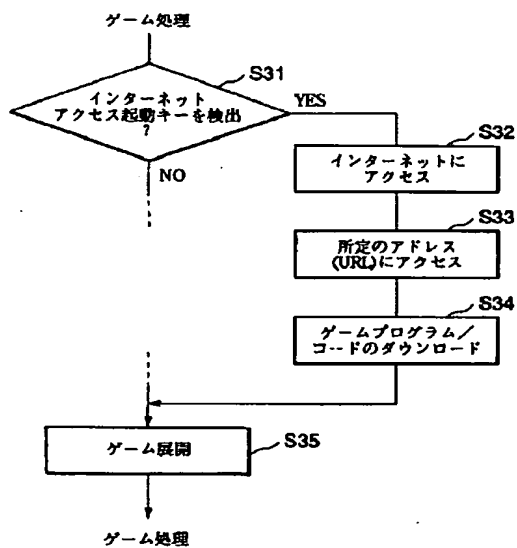 ゲーム処理
S31
インターネット
アクセス起動キーを検出
?
YES
NO
S32
インターネットに
アクセス
S33
所定のアドレス
(URL)にアクセス
S34
ゲームプログラム/
コードのダウンロード
ゲーム展開
S35
ゲーム処理